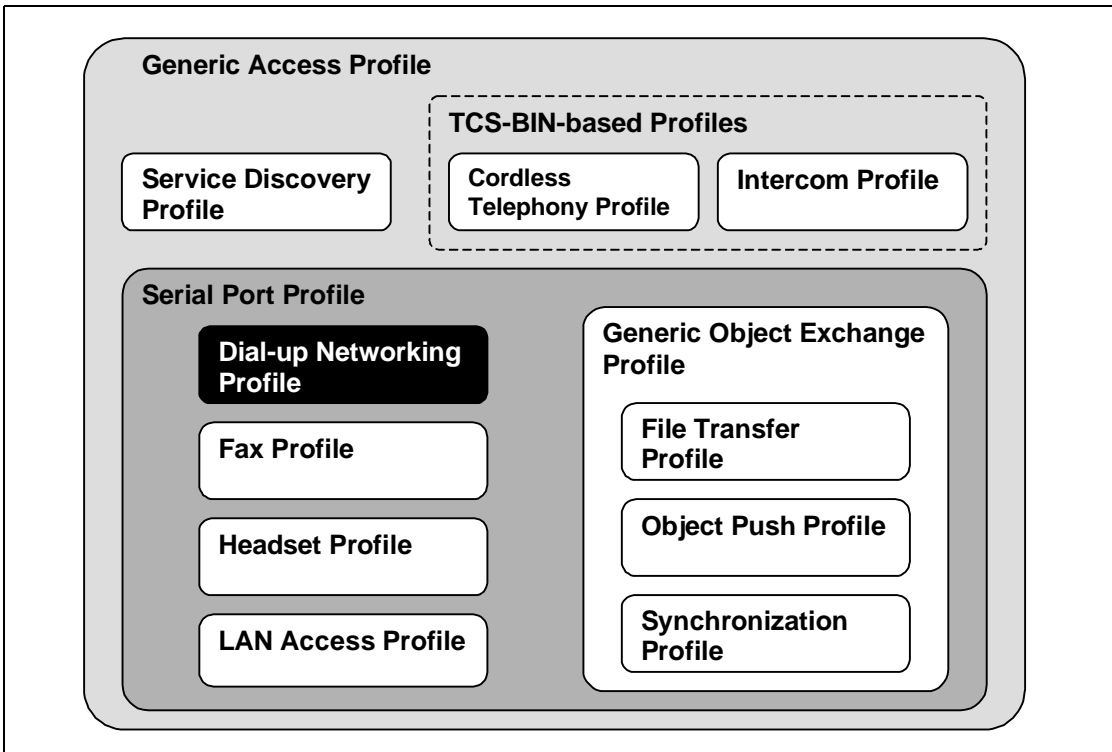 Generic Access Profile
TCS-BIN-based Profiles
Service Discovery
Profile
Cordless
Telephony Profile
Intercom Profile
Serial Port Profile
Dial-up Networking
Profile
Fax Profile
Headset Profile
LAN Access Profile
Generic Object Exchange
Profile
File Transfer
Profile
Object Push Profile
Synchronization
Profile